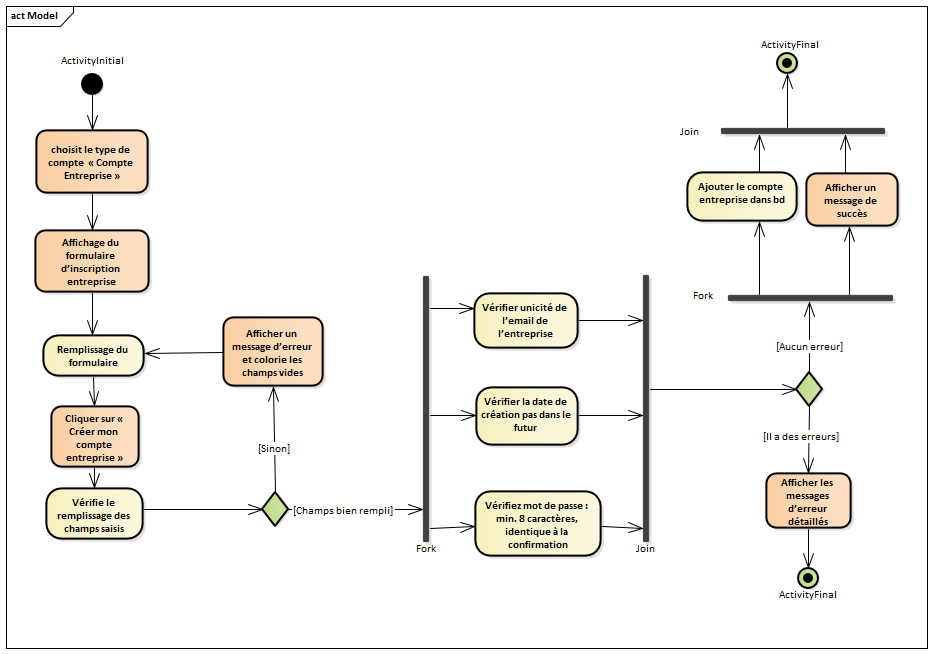 act Model
ActivityInitial
choisit le type de
compte « Compte
Entreprise »
Affichage du
formulaire
d'inscription
entreprise
Remplissage du
formulaire
Cliquer sur «
Créer mon
compte
entreprise »
Vérifie le
remplissage des
champs saisis
Afficher un
message d'erreur
et colorie les
champs vides
[Sinon]
[Champs bien rempli]
Fork
Vérifier unicité de
l'email de
l'entreprise
Vérifier la date de
création pas dans le
futur
Vérifiez mot de passe :
min. 8 caractères,
identique à la
confirmation
Join
ActivityFinal
Join
Ajouter le compte
entreprise dans bd
Afficher un
message de
succès
Fork
[Aucun erreur]
[Il a des erreurs]
Afficher les
messages
d'erreur
détaillés
ActivityFinal